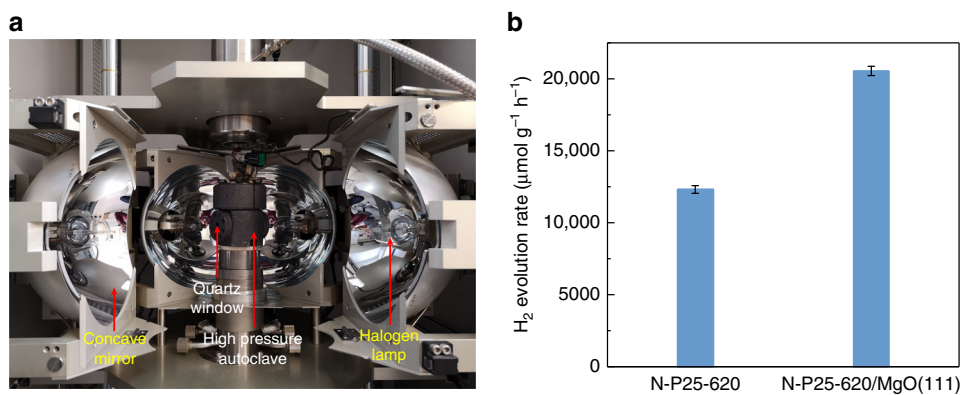 a
Quartz
window
Concave
mirror
High pressure
autoclave
Halogen
lamp
b
H₂ evolution rate (μmol g⁻¹ h⁻¹)
20,000
15,000
10,000
5000
0
N-P25-620
N-P25-620/MgO(111)